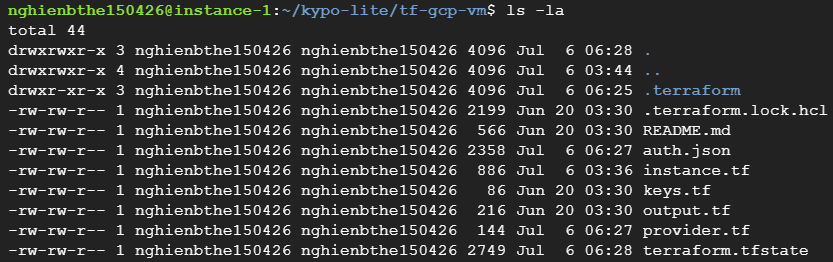 nghienbthe150426@instance-1:~/kypo-lite/tf-gcp-vm$ ls -la
total 44
drwxrwxr-x 3 nghienbthe150426 nghienbthe150426 4096 Jul  6 06:28 .
drwxrwxr-x 4 nghienbthe150426 nghienbthe150426 4096 Jul  6 03:44 ..
drwxr-xr-x 3 nghienbthe150426 nghienbthe150426 4096 Jul  6 06:25 .terraform
-rw-rw-r-- 1 nghienbthe150426 nghienbthe150426 2199 Jun 20 03:30 .terraform.lock.hcl
-rw-rw-r-- 1 nghienbthe150426 nghienbthe150426  566 Jun 20 03:30 README.md
-rw-rw-r-- 1 nghienbthe150426 nghienbthe150426 2358 Jul  6 06:27 auth.json
-rw-rw-r-- 1 nghienbthe150426 nghienbthe150426  886 Jul  6 03:36 instance.tf
-rw-rw-r-- 1 nghienbthe150426 nghienbthe150426   86 Jun 20 03:30 keys.tf
-rw-rw-r-- 1 nghienbthe150426 nghienbthe150426  216 Jun 20 03:30 output.tf
-rw-rw-r-- 1 nghienbthe150426 nghienbthe150426  144 Jul  6 06:27 provider.tf
-rw-rw-r-- 1 nghienbthe150426 nghienbthe150426 2749 Jul  6 06:28 terraform.tfstate